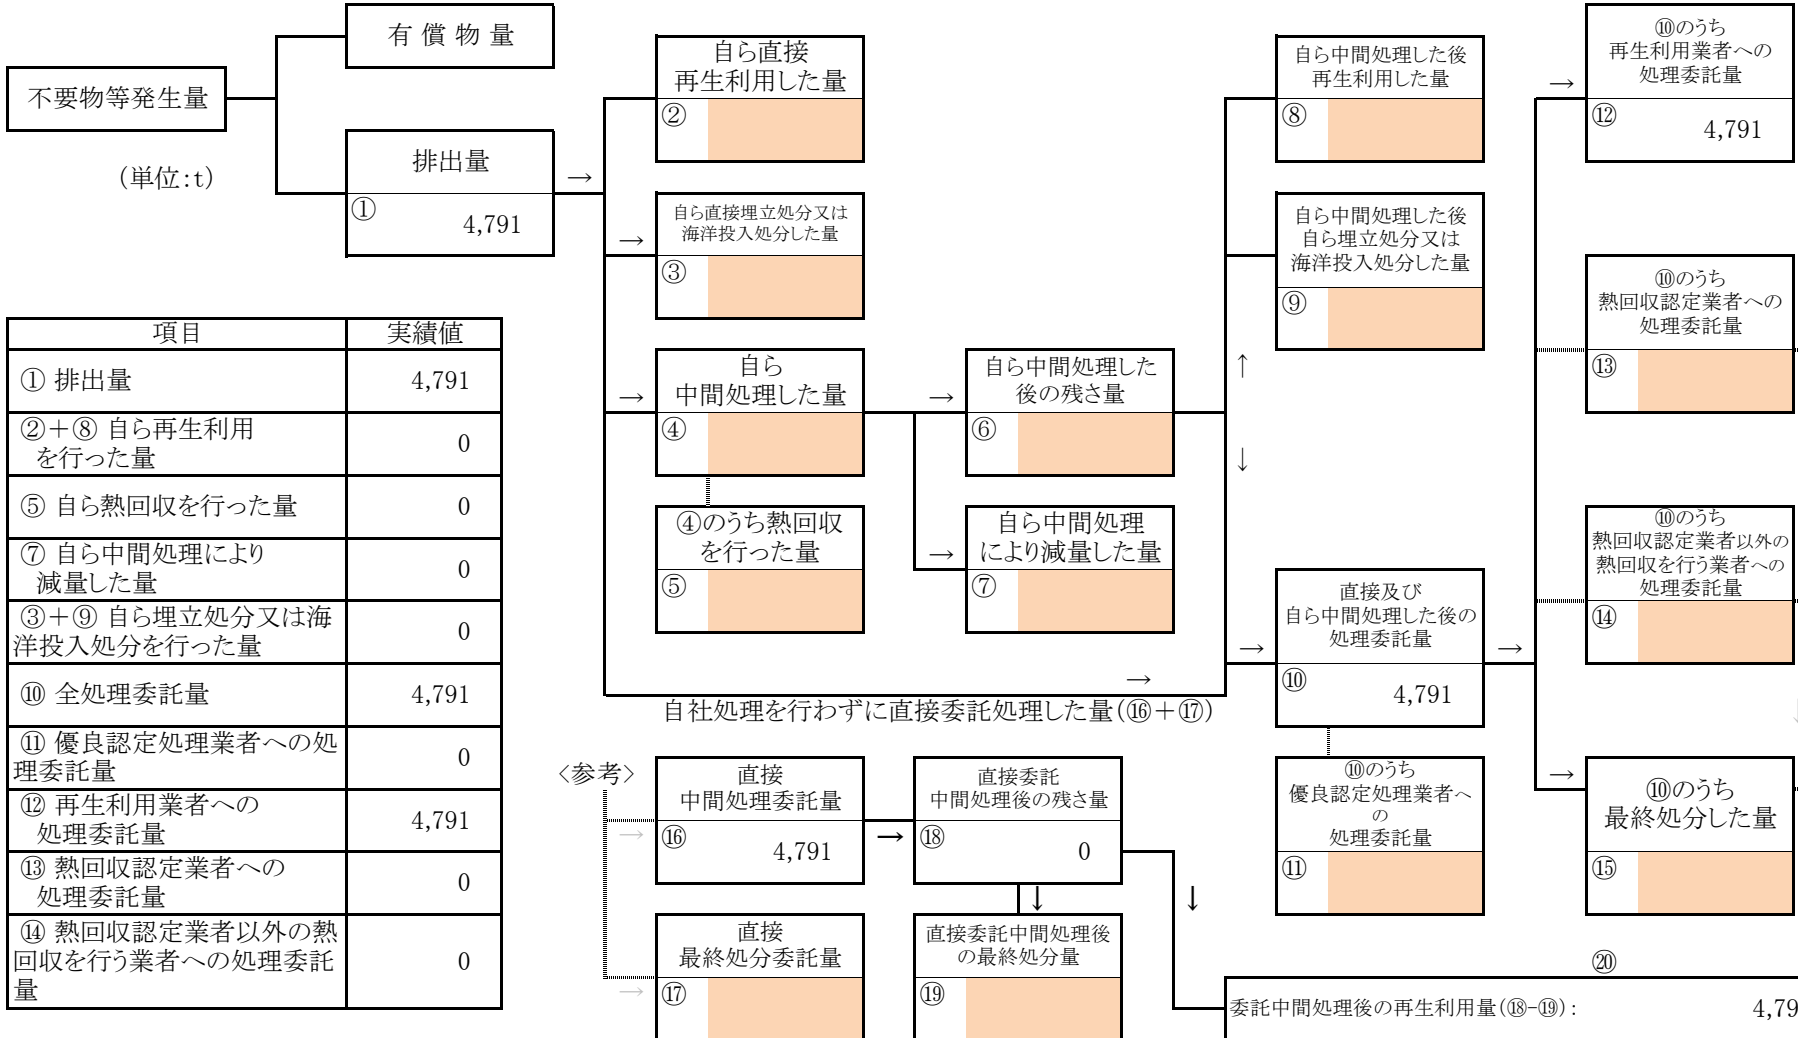 有 償 物 量
不要物等発生量
(単位:t)
排出量
①
4,791
→
自ら直接
再生利用した量
②
→
自ら直接埋立処分又は
海洋投入処分した量
③
→
自ら
中間処理した量
④
④のうち熱回収
を行った量
⑤
→
自ら中間処理した
後の残さ量
⑥
→
自ら中間処理
により減量した量
⑦
自ら中間処理した後
再生利用した量
⑧
自ら中間処理した後
自ら埋立処分又は
海洋投入処分した量
⑨
↑
↓
→
直接及び
自ら中間処理した後の
処理委託量
⑩
4,791
→
⑩のうち
優良認定処理業者へ
の
処理委託量
⑪
→
⑩のうち
再生利用業者への
処理委託量
⑫
4,791
⑩のうち
熱回収認定業者への
処理委託量
⑬
⑩のうち
熱回収認定業者以外の
熱回収を行う業者への
処理委託量
⑭
→
⑩のうち
最終処分した量
⑮
→
自社処理を行わずに直接委託処理した量(⑯+⑰)
項目 実績値
① 排出量 4,791
②+⑧ 自ら再生利用
を行った量 0
⑤ 自ら熱回収を行った量 0
⑦ 自ら中間処理により
減量した量 0
③+⑨ 自ら埋立処分又は海
洋投入処分を行った量 0
⑩ 全処理委託量 4,791
⑪ 優良認定処理業者への処
理委託量 0
⑫ 再生利用業者への
処理委託量 4,791
⑬ 熱回収認定業者への
処理委託量 0
⑭ 熱回収認定業者以外の熱
回収を行う業者への処理委託
量 0
<参考>
→
直接
中間処理委託量
⑯
4,791
→
直接委託
中間処理後の残さ量
⑱
0
↓
↓
→
直接
最終処分委託量
⑰
直接委託中間処理後
の最終処分量
⑲
⑳
委託中間処理後の再生利用量(⑱-⑲): 4,79